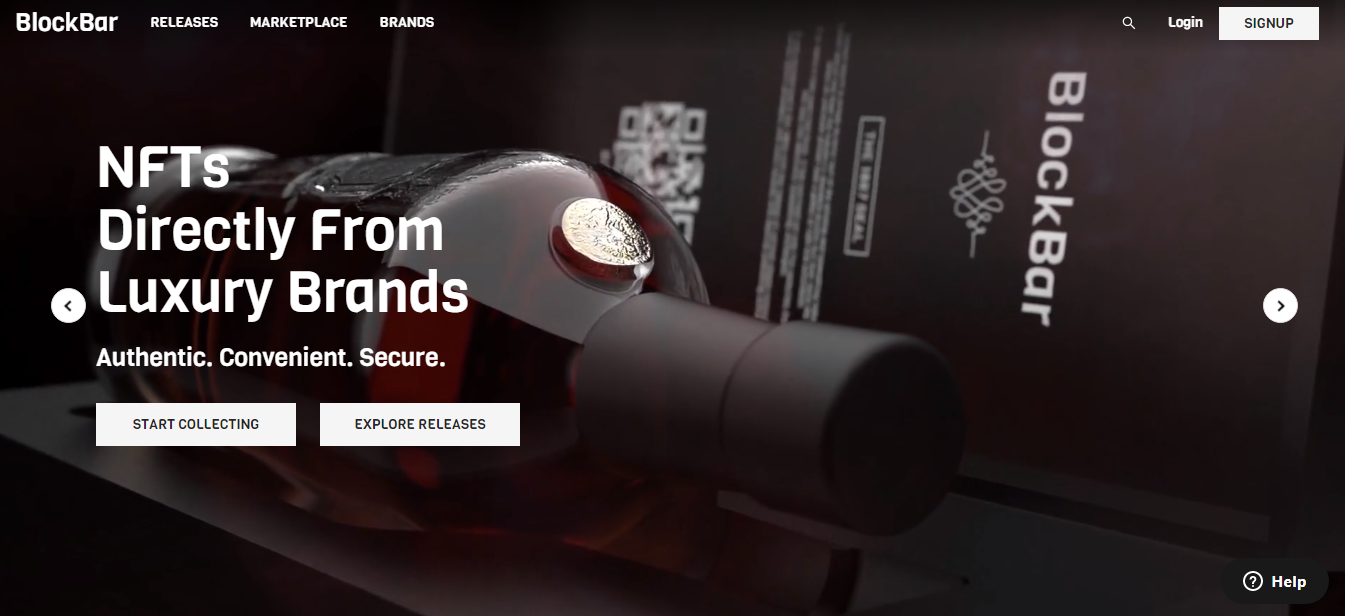 BlockBar
RELEASES
MARKETPLACE
BRANDS
Login
SIGNUP
NFTs
Directly From
Luxury Brands
Authentic. Convenient. Secure.
START COLLECTING
EXPLORE RELEASES
BlockBar
Help